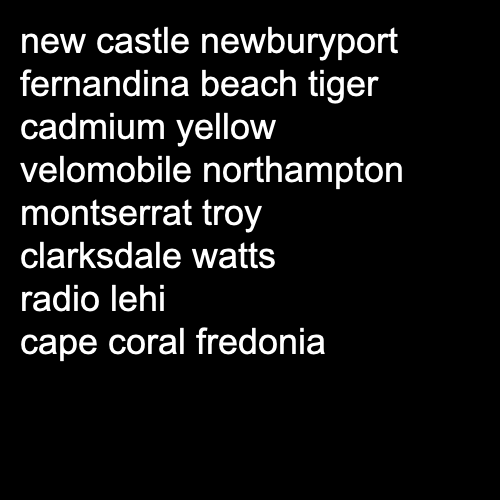 new castle newburyport
fernandina beach tiger
cadmium yellow
velomobile northampton
montserrat troy
clarksdale watts
radio lehi
cape coral fredonia